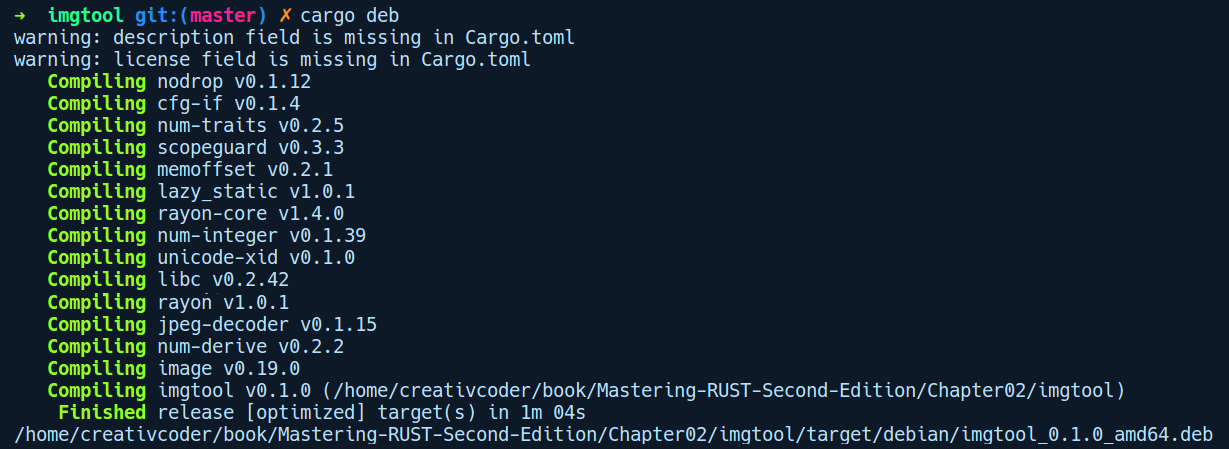 ➜  imgtool git:(master) ✗ cargo deb
warning: description field is missing in Cargo.toml
warning: license field is missing in Cargo.toml
   Compiling nodrop v0.1.12
   Compiling cfg-if v0.1.4
   Compiling num-traits v0.2.5
   Compiling scopeguard v0.3.3
   Compiling memoffset v0.2.1
   Compiling lazy_static v1.0.1
   Compiling rayon-core v1.4.0
   Compiling num-integer v0.1.39
   Compiling unicode-xid v0.1.0
   Compiling libc v0.2.42
   Compiling rayon v1.0.1
   Compiling jpeg-decoder v0.1.15
   Compiling num-derive v0.2.2
   Compiling image v0.19.0
   Compiling imgtool v0.1.0 (/home/creativcoder/book/Mastering-RUST-Second-Edition/Chapter02/imgtool)
    Finished release [optimized] target(s) in 1m 04s
/home/creativcoder/book/Mastering-RUST-Second-Edition/Chapter02/imgtool/target/debian/imgtool_0.1.0_amd64.deb